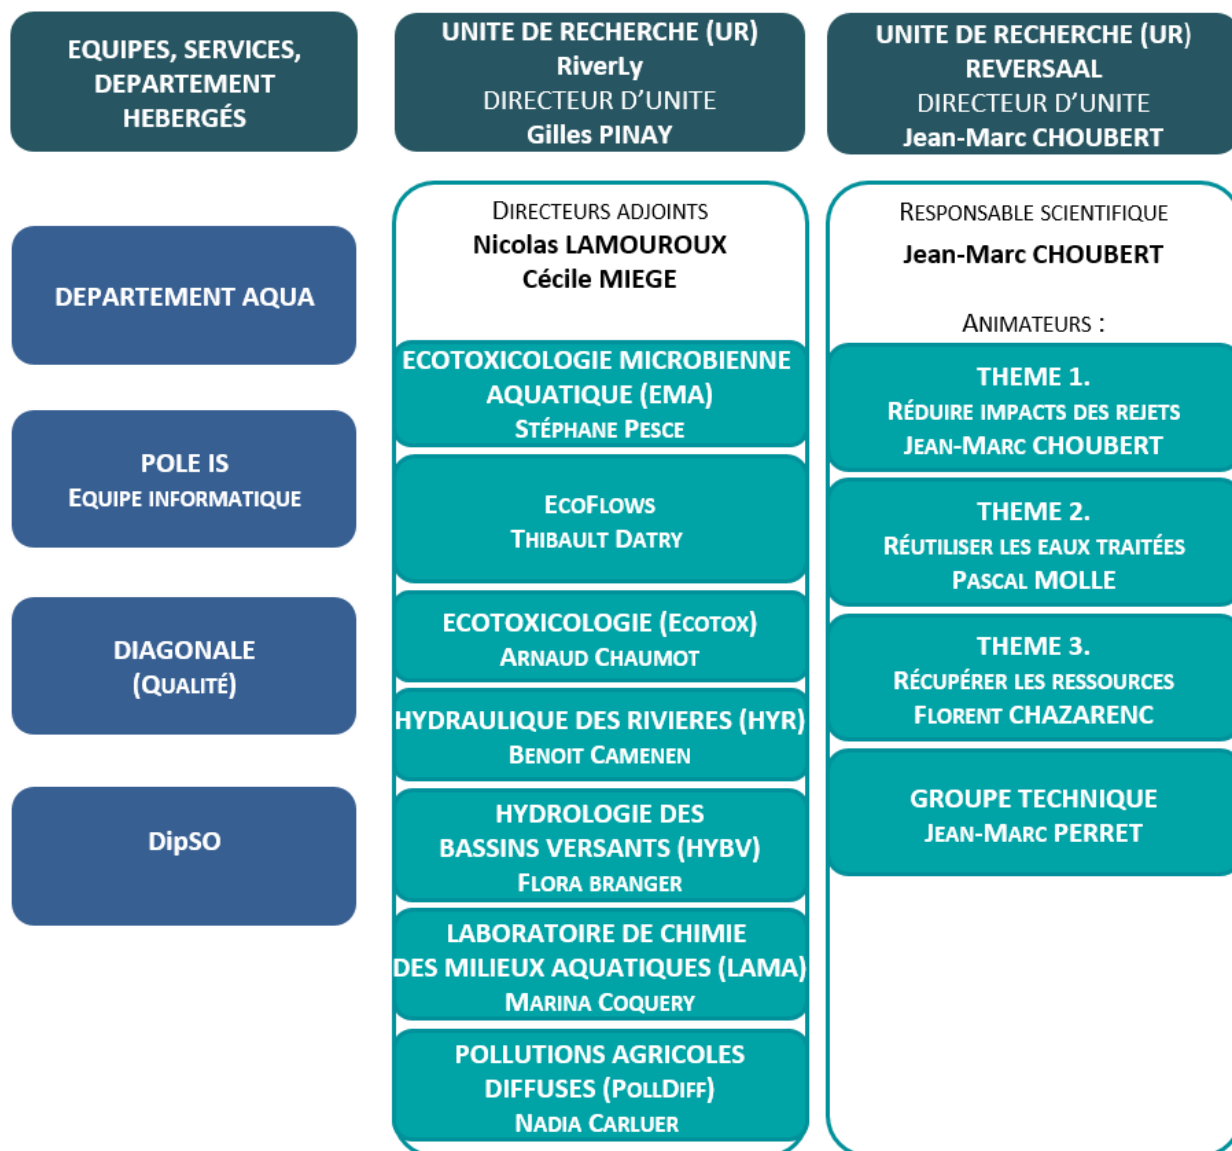 EQUIPES, SERVICES,
DEPARTEMENT
HEBERGÉS
DEPARTEMENT AQUA
POLE IS
EQUIPE INFORMATIQUE
DIAGONALE
(QUALITÉ)
DipSO
UNITE DE RECHERCHE (UR)
RiverLy
DIRECTEUR D’UNITE
Gilles PINAY
DIRECTEURS ADJOINTS
Nicolas LAMOUROUX
Cécile MIEGE
ECOTOXICOLOGIE MICROBIENNE
AQUATIQUE (EMA)
STÉPHANE PESCE
ECOFLOWS
THIBAULT DATRY
ECOTOXICOLOGIE (ECOTOX)
ARNAUD CHAUMOT
HYDRAULIQUE DES RIVIERES (HYR)
BENOIT CAMENEN
HYDROLOGIE DES
BASSINS VERSANTS (HYBV)
FLORA BRANGER
LABORATOIRE DE CHIMIE
DES MILIEUX AQUATIQUES (LAMA)
MARINA COQUERY
POLLUTIONS AGRICOLES
DIFFUSES (POLLDIFF)
NADIA CARLUER
UNITE DE RECHERCHE (UR)
REVERSAAL
DIRECTEUR D’UNITE
Jean-Marc CHOUBERT
RESPONSABLE SCIENTIFIQUE
Jean-Marc CHOUBERT
ANIMATEURS :
THEME 1.
RÉDUIRE IMPACTS DES REJETS
JEAN-MARC CHOUBERT
THEME 2.
RÉUTILISER LES EAUX TRAITÉES
PASCAL MOLLE
THEME 3.
RÉCUPÉRER LES RESSOURCES
FLORENT CHAZARENC
GROUPE TECHNIQUE
JEAN-MARC PERRET